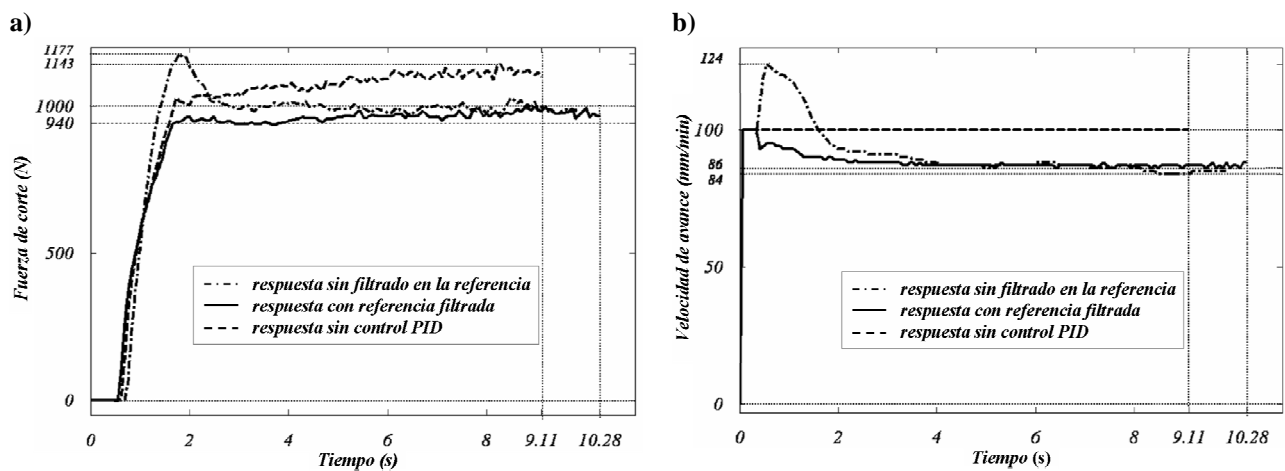 a)
Fuerza de corte (N)
1177
1143
1000
940
500
0
respuesta sin filtrado en la referencia
respuesta con referencia filtrada
respuesta sin control PID
0 2 4 6 8 9.11 10.28
Tiempo (s)
b)
Velocidad de avance (mm/min)
124
100
86
84
50
0
respuesta sin filtrado en la referencia
respuesta con referencia filtrada
respuesta sin control PID
0 2 4 6 8 9.11 10.28
Tiempo (s)